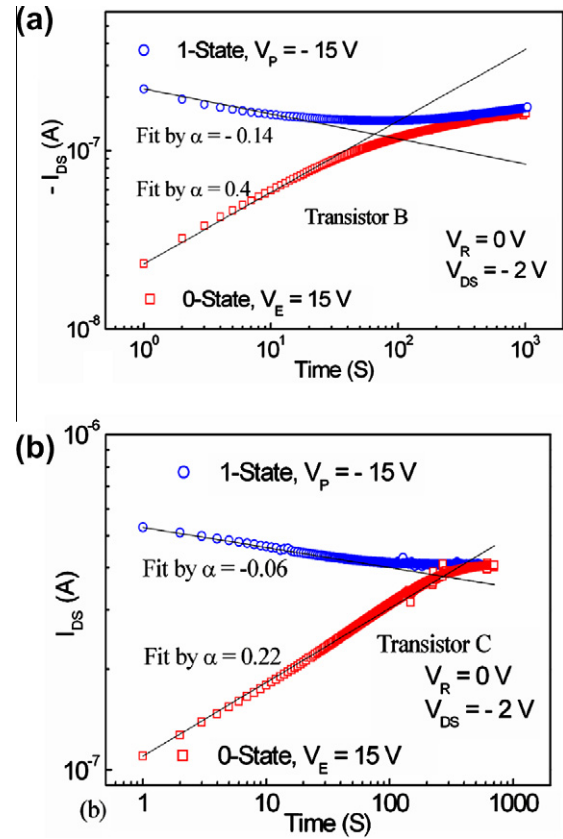 (a)
1-State, V_P = - 15 V
10^-7
- I_DS (A)
Fit by α = - 0.14
Fit by α = 0.4
Transistor B
V_R = 0 V
V_DS = - 2 V
0-State, V_E = 15 V
10^-8
10^0 10^1 10^2 10^3
Time (S)
(b)
10^-6
1-State, V_P = - 15 V
I_DS (A)
Fit by α = -0.06
Fit by α = 0.22
Transistor C
V_R = 0 V
V_DS = - 2 V
0-State, V_E = 15 V
10^-7
(b)
1 10 100 1000
Time (S)